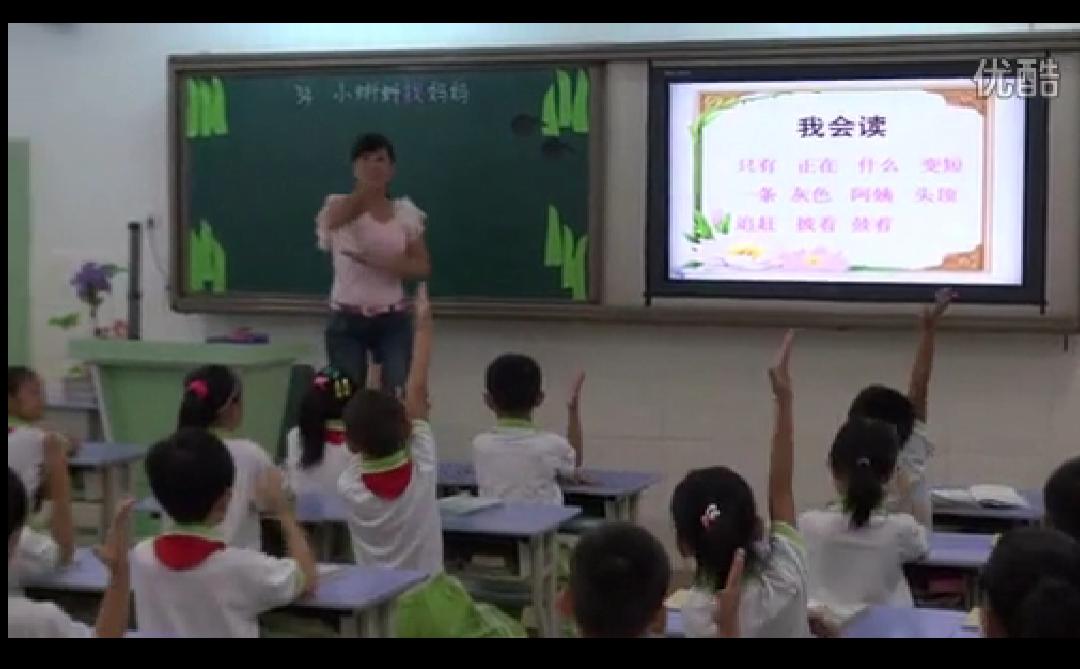 34 小蝌蚪找妈妈
优酷
我会读
只有 正在 什么 变短
一条 灰色 阿姨 头顶
追赶 披着 鼓着